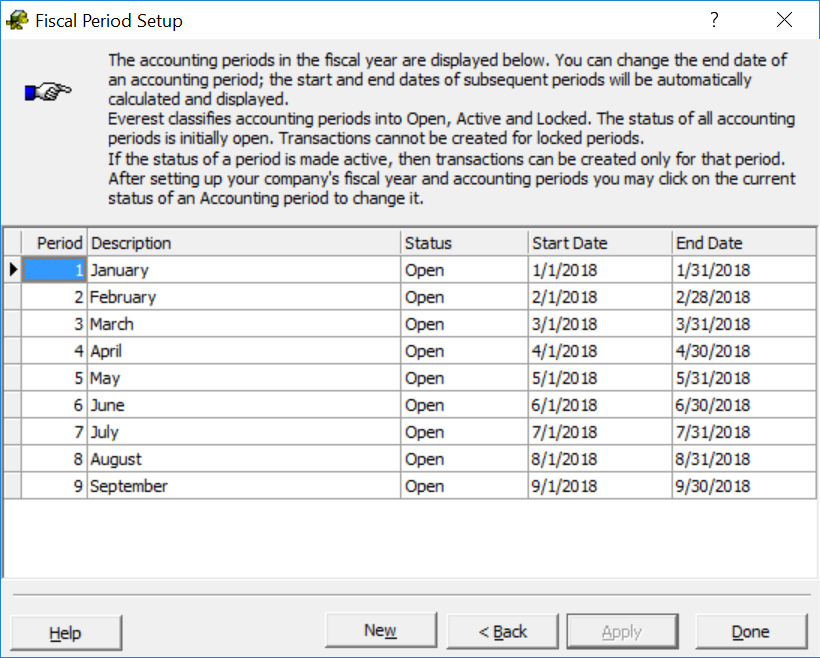 Fiscal Period Setup ?
The accounting periods in the fiscal year are displayed below. You can change the end date of
an accounting period; the start and end dates of subsequent periods will be automatically
calculated and displayed.
Everest classifies accounting periods into Open, Active and Locked. The status of all accounting
periods is initially open. Transactions cannot be created for locked periods.
If the status of a period is made active, then transactions can be created only for that period.
After setting up your company's fiscal year and accounting periods you may click on the current
status of an Accounting period to change it.
Period Description Status Start Date End Date
1 January Open 1/1/2018 1/31/2018
2 February Open 2/1/2018 2/28/2018
3 March Open 3/1/2018 3/31/2018
4 April Open 4/1/2018 4/30/2018
5 May Open 5/1/2018 5/31/2018
6 June Open 6/1/2018 6/30/2018
7 July Open 7/1/2018 7/31/2018
8 August Open 8/1/2018 8/31/2018
9 September Open 9/1/2018 9/30/2018
Help New < Back Apply Done